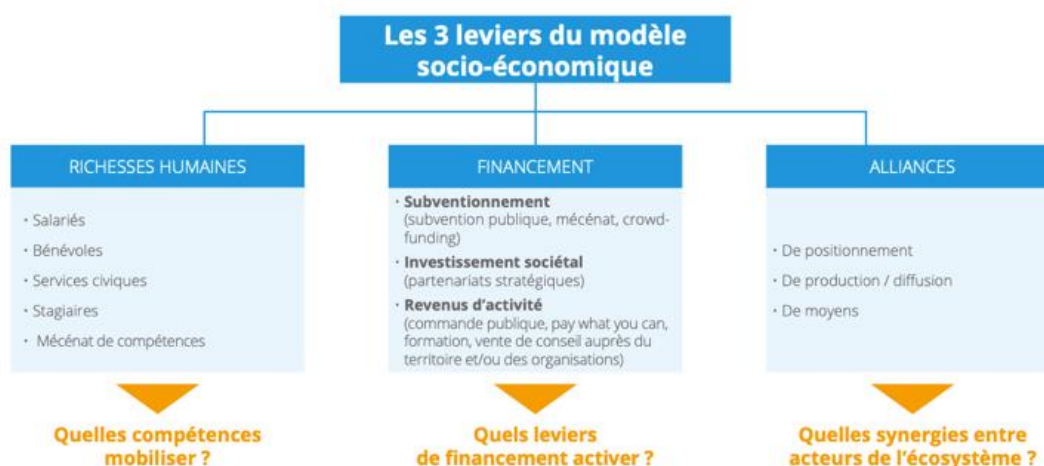 Les 3 leviers du modèle
socio-économique
RICHESSES HUMAINES
· Salariés
· Bénévoles
· Services civiques
· Stagiaires
· Mécénat de compétences
Quelles compétences
mobiliser ?
FINANCEMENT
· Subventionnement
(subvention publique, mécénat, crowd-
funding)
· Investissement sociétal
(partenariats stratégiques)
· Revenus d’activité
(commande publique, pay what you can,
formation, vente de conseil auprès du
territoire et/ou des organisations)
Quels leviers
de financement activer ?
ALLIANCES
· De positionnement
· De production / diffusion
· De moyens
Quelles synergies entre
acteurs de l’écosystème ?